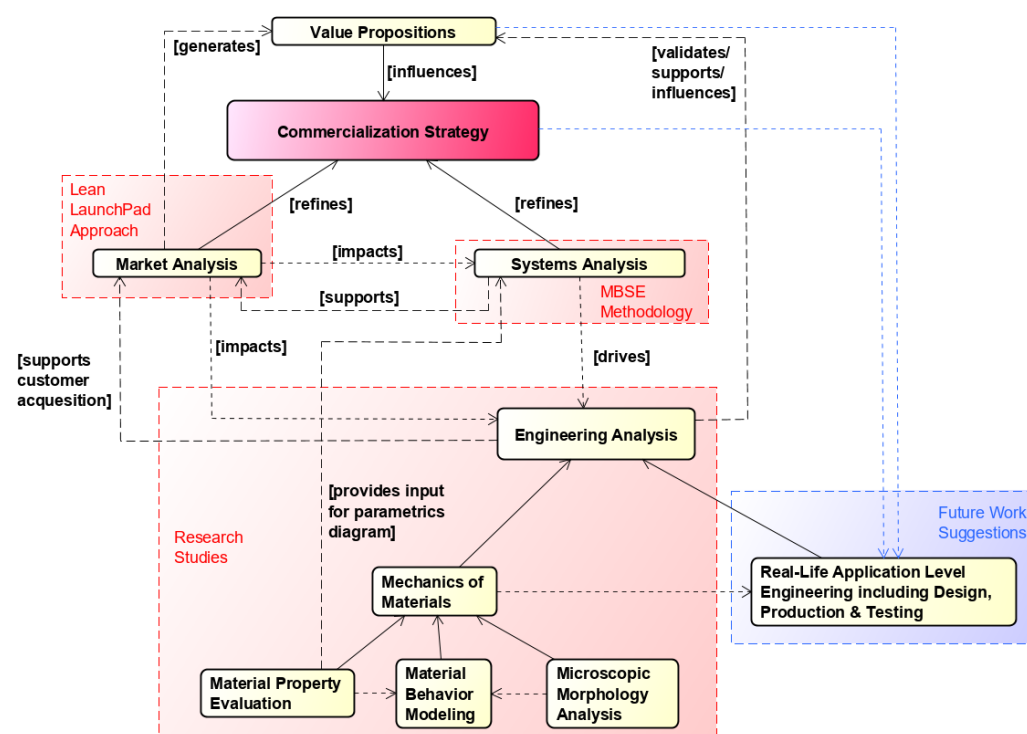 Value Propositions
[generates]
[influences]
[validates/
supports/
influences]
Commercialization Strategy
Lean
LaunchPad
Approach
[refines]
[refines]
Market Analysis
[impacts]
Systems Analysis
[supports]
MBSE
Methodology
[supports
customer
acquesition]
[impacts]
[drives]
Engineering Analysis
[provides input
for parametrics
diagram]
Research
Studies
Future Work
Suggestions
Mechanics of
Materials
Real-Life Application Level
Engineering including Design,
Production & Testing
Material Property
Evaluation
Material
Behavior
Modeling
Microscopic
Morphology
Analysis